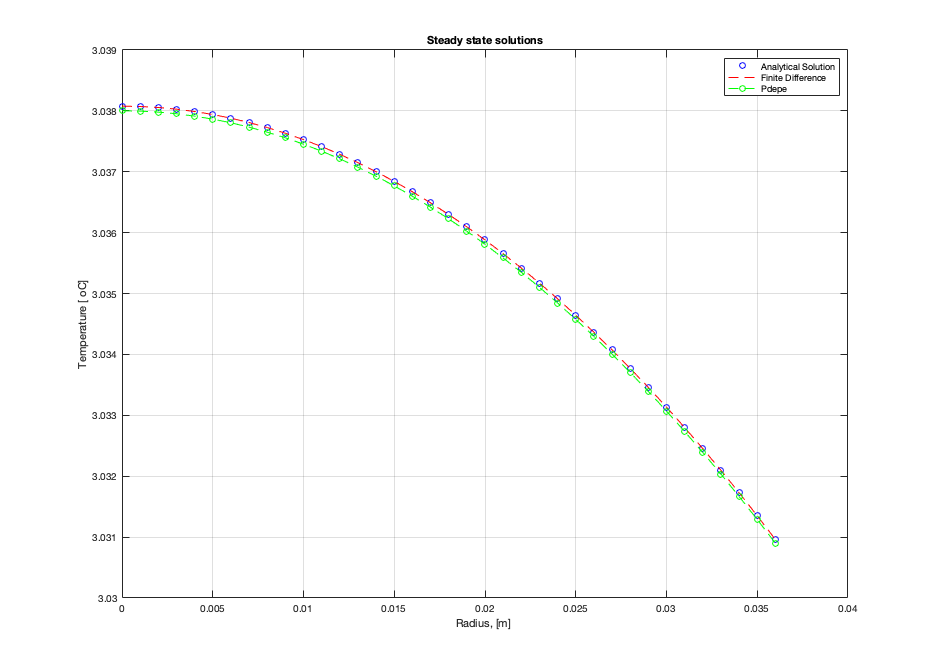 Steady state solutions
3.039
3.038
3.037
3.036
3.035
3.034
3.033
3.032
3.031
3.03
Temperature [ oC]
Analytical Solution
Finite Difference
Pdepe
0 0.005 0.01 0.015 0.02 0.025 0.03 0.035 0.04
Radius, [m]